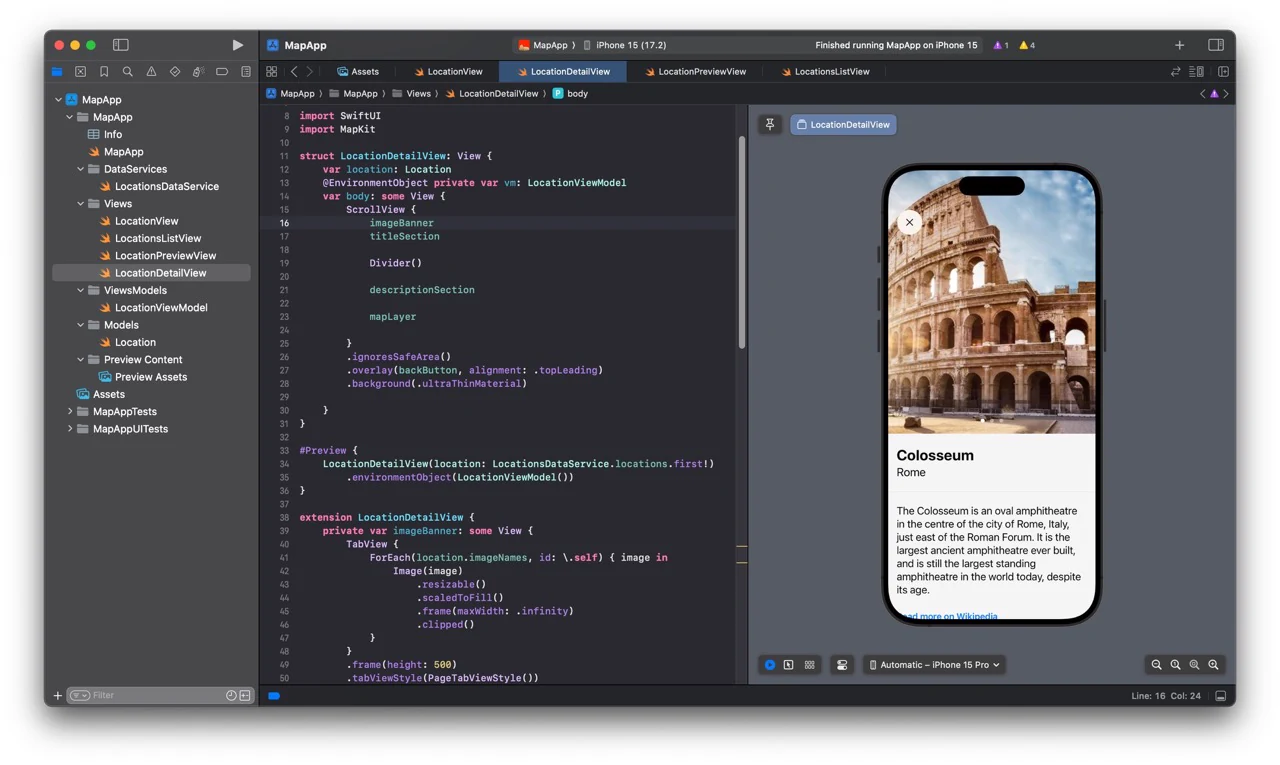 MapApp
MapApp
iPhone 15 (17.2)
Finished running MapApp on iPhone 15
1
4
Assets
LocationView
LocationDetailView
LocationPreviewView
LocationsListView
MapApp
MapApp
Views
LocationDetailView
P body
MapApp
MapApp
Info
MapApp
DataServices
LocationsDataService
Views
LocationView
LocationsListView
LocationPreviewView
LocationDetailView
ViewsModels
LocationViewModel
Models
Location
Preview Content
Preview Assets
Assets
MapAppTests
MapAppUITests
Filter
8 import SwiftUI
9 import MapKit
10
11 struct LocationDetailView: View {
12 var location: Location
13 @EnvironmentObject private var vm: LocationViewModel
14 var body: some View {
15 ScrollView {
16 imageBanner
17 titleSection
18
19 Divider()
20
21 descriptionSection
22
23 mapLayer
24
25 }
26 .ignoresSafeArea()
27 .overlay(backButton, alignment: .topLeading)
28 .background(.ultraThinMaterial)
29
30 }
31 }
32
33 #Preview {
34 LocationDetailView(location: LocationsDataService.locations.first!)
35 .environmentObject(LocationViewModel())
36 }
37
38 extension LocationDetailView {
39 private var imageBanner: some View {
40 TabView {
41 ForEach(location.imageNames, id: \.self) { image in
42 Image(image)
43 .resizable()
44 .scaledToFill()
45 .frame(maxWidth: .infinity)
46 .clipped()
47 }
48 }
49 .frame(height: 500)
50 .tabViewStyle(PageTabViewStyle())
LocationDetailView
Colosseum
Rome
The Colosseum is an oval amphitheatre
in the centre of the city of Rome, Italy,
just east of the Roman Forum. It is the
largest ancient amphitheatre ever built,
and is still the largest standing
amphitheatre in the world today, despite
its age.
Read more on Wikipedia
Automatic – iPhone 15 Pro
Line: 16 Col: 24